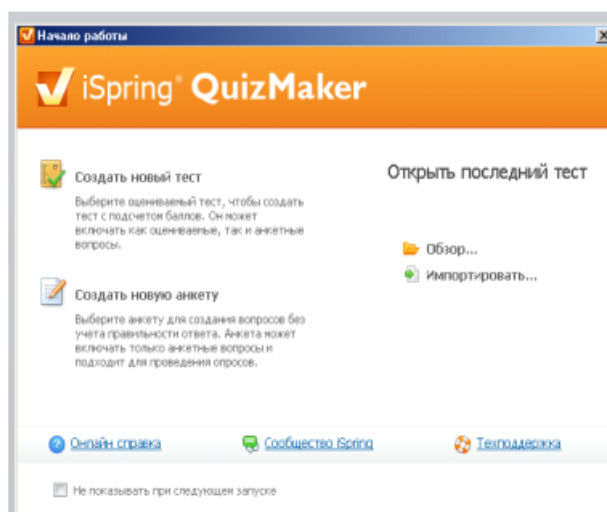 Начало работы
iSpring® QuizMaker
Создать новый тест
Выберите оцениваемый тест, чтобы создать
тест с подсчетом баллов. Он может
включать как оцениваемые, так и анкетные
вопросы.
Создать новую анкету
Выберите анкету для создания вопросов без
учета правильности ответа. Анкета может
включать только анкетные вопросы и
подходит для проведения опросов.
Открыть последний тест
Обзор...
Импортировать...
Онлайн справка
Сообщество iSpring
Техподдержка
Не показывать при следующем запуске